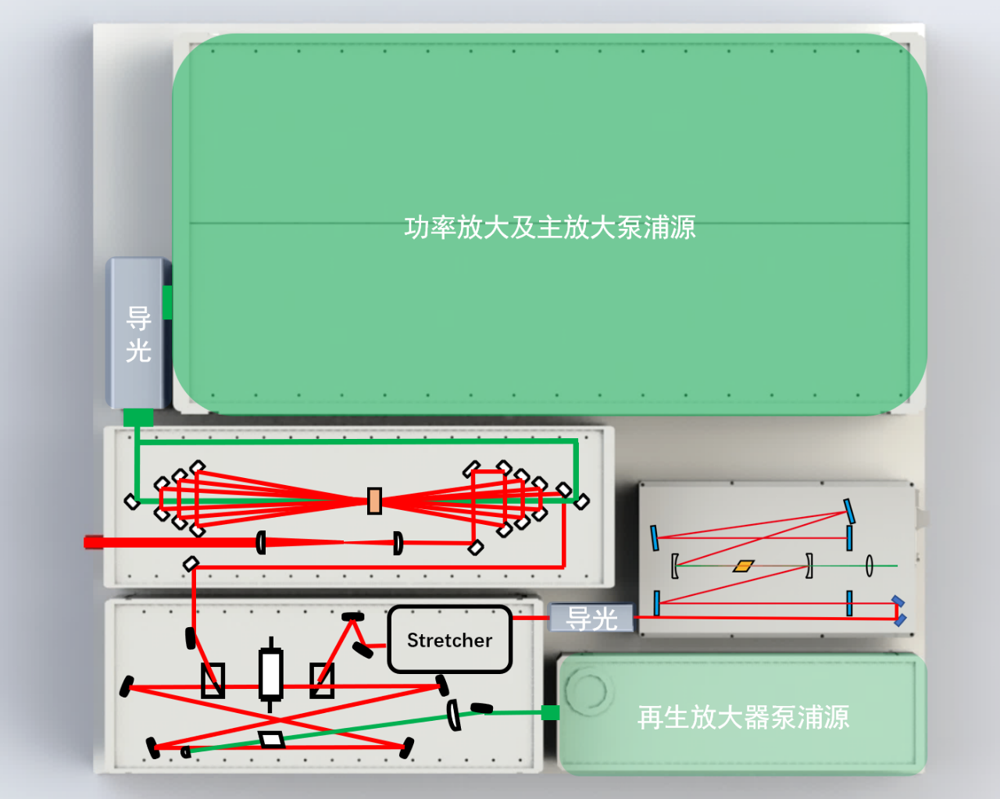 功率放大及主放大泵浦源
导
光
导光
Stretcher
再生放大器泵浦源